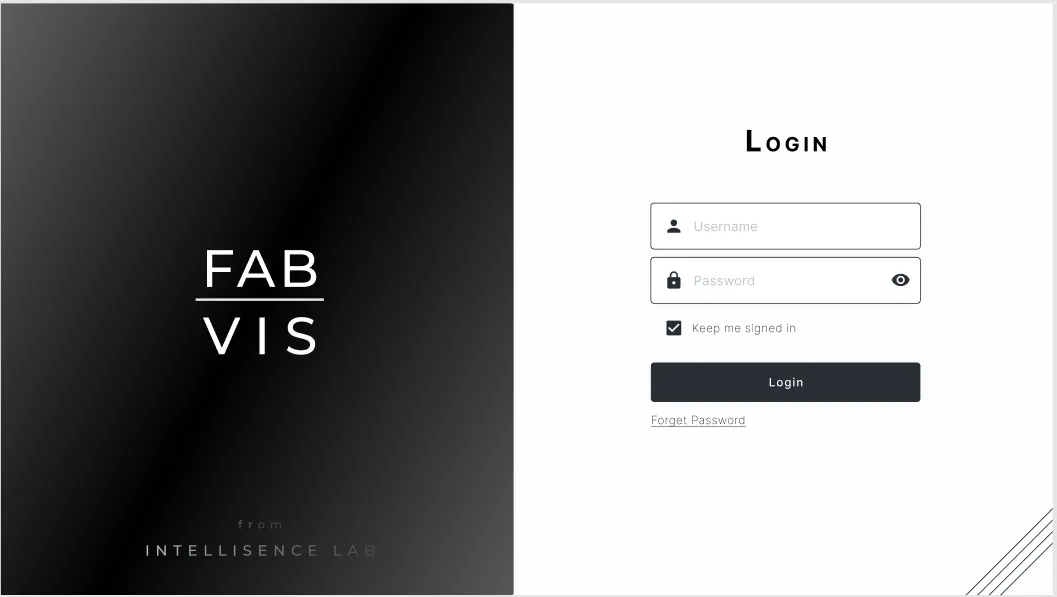 FAB
VIS
from
INTELLISENCE LAB
Login
Username
Password
Keep me signed in
Login
Forget Password